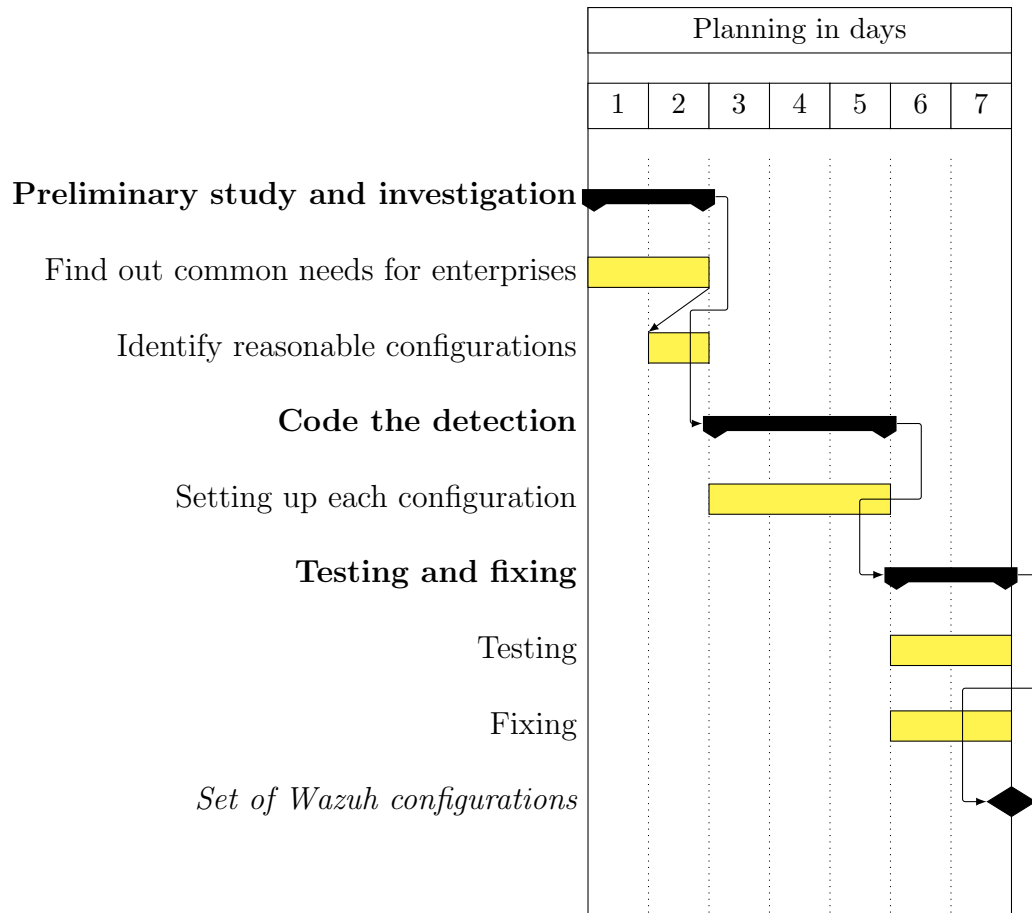 Planning in days
1 2 3 4 5 6 7
Preliminary study and investigation
Find out common needs for enterprises
Identify reasonable configurations
Code the detection
Setting up each configuration
Testing and fixing
Testing
Fixing
Set of Wazuh configurations